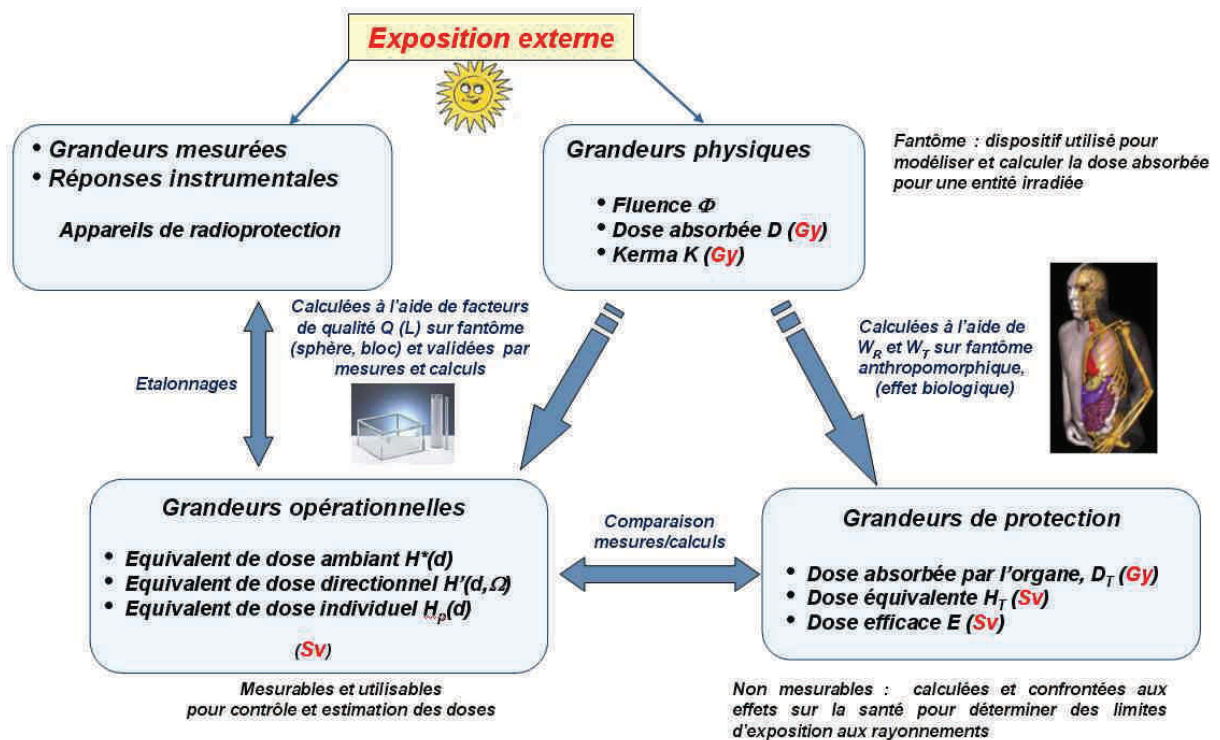 Exposition externe
• Grandeurs mesurées
• Réponses instrumentales
Appareils de radioprotection
Grandeurs physiques
• Fluence Φ
• Dose absorbée D (Gy)
• Kerma K (Gy)
Fantôme : dispositif utilisé pour
modéliser et calculer la dose absorbée
pour une entité irradiée
Etalonnages
Calculées à l'aide de facteurs
de qualité Q (L) sur fantôme
(sphère, bloc) et validées par
mesures et calculs
Calculées à l'aide de
W_R et W_T sur fantôme
anthropomorphique,
(effet biologique)
Grandeurs opérationnelles
• Equivalent de dose ambiant H*(d)
• Equivalent de dose directionnel H'(d,Ω)
• Equivalent de dose individuel H_p(d)
(Sv)
Mesurables et utilisables
pour contrôle et estimation des doses
Comparaison
mesures/calculs
Grandeurs de protection
• Dose absorbée par l'organe, D_T (Gy)
• Dose équivalente H_T (Sv)
• Dose efficace E (Sv)
Non mesurables : calculées et confrontées aux
effets sur la santé pour déterminer des limites
d'exposition aux rayonnements